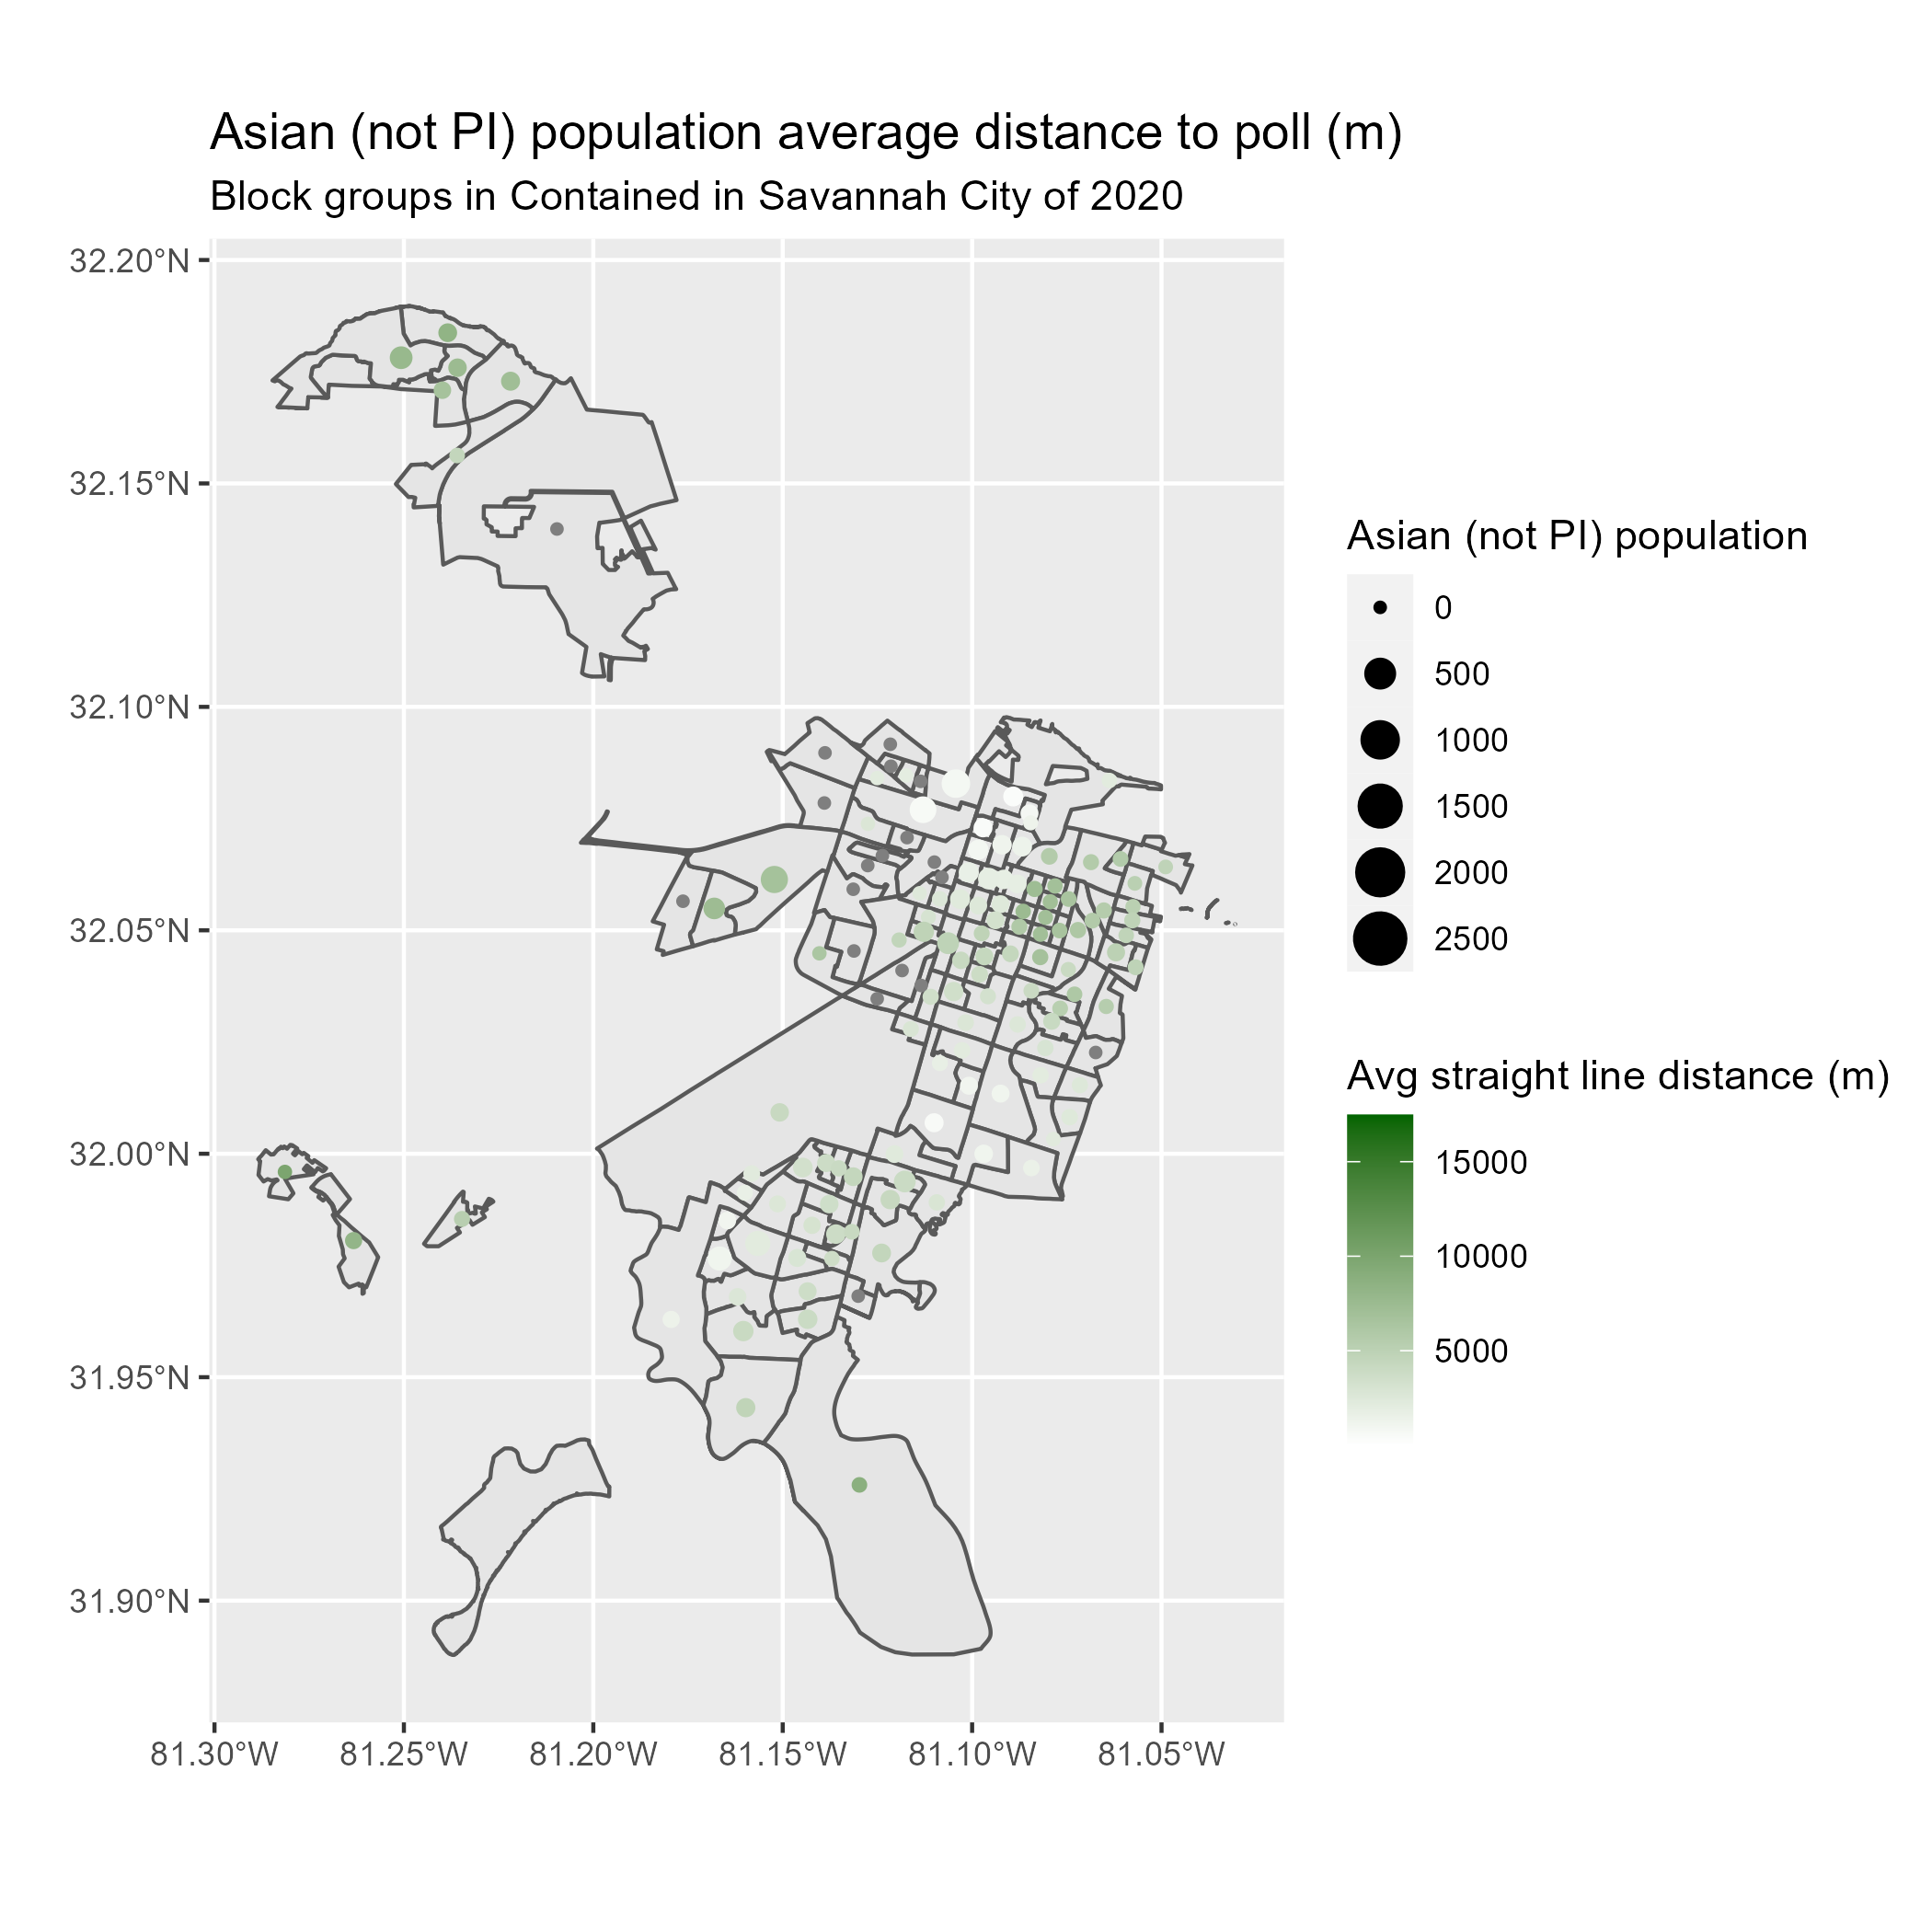 Asian (not PI) population average distance to poll (m)
Block groups in Contained in Savannah City of 2020
32.20°N
32.15°N
32.10°N
32.05°N
32.00°N
31.95°N
31.90°N
81.30°W
81.25°W
81.20°W
81.15°W
81.10°W
81.05°W
Asian (not PI) population
0
500
1000
1500
2000
2500
Avg straight line distance (m)
15000
10000
5000